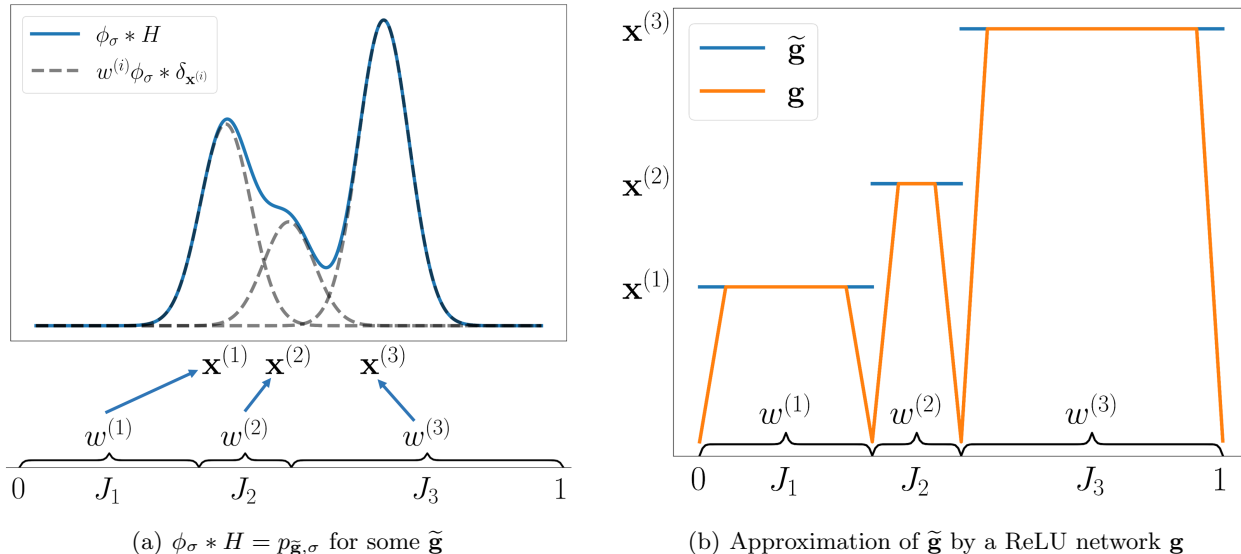 ϕ_σ ∗ H
w^(i)ϕ_σ ∗ δ_x^(i)
x^(1) x^(2) x^(3)
w^(1) w^(2) w^(3)
0 J_1 J_2 J_3 1
(a) ϕ_σ ∗ H = p_g̃,σ for some g̃
x^(3)
g̃
g
x^(2)
x^(1)
w^(1) w^(2) w^(3)
0 J_1 J_2 J_3 1
(b) Approximation of g̃ by a ReLU network g